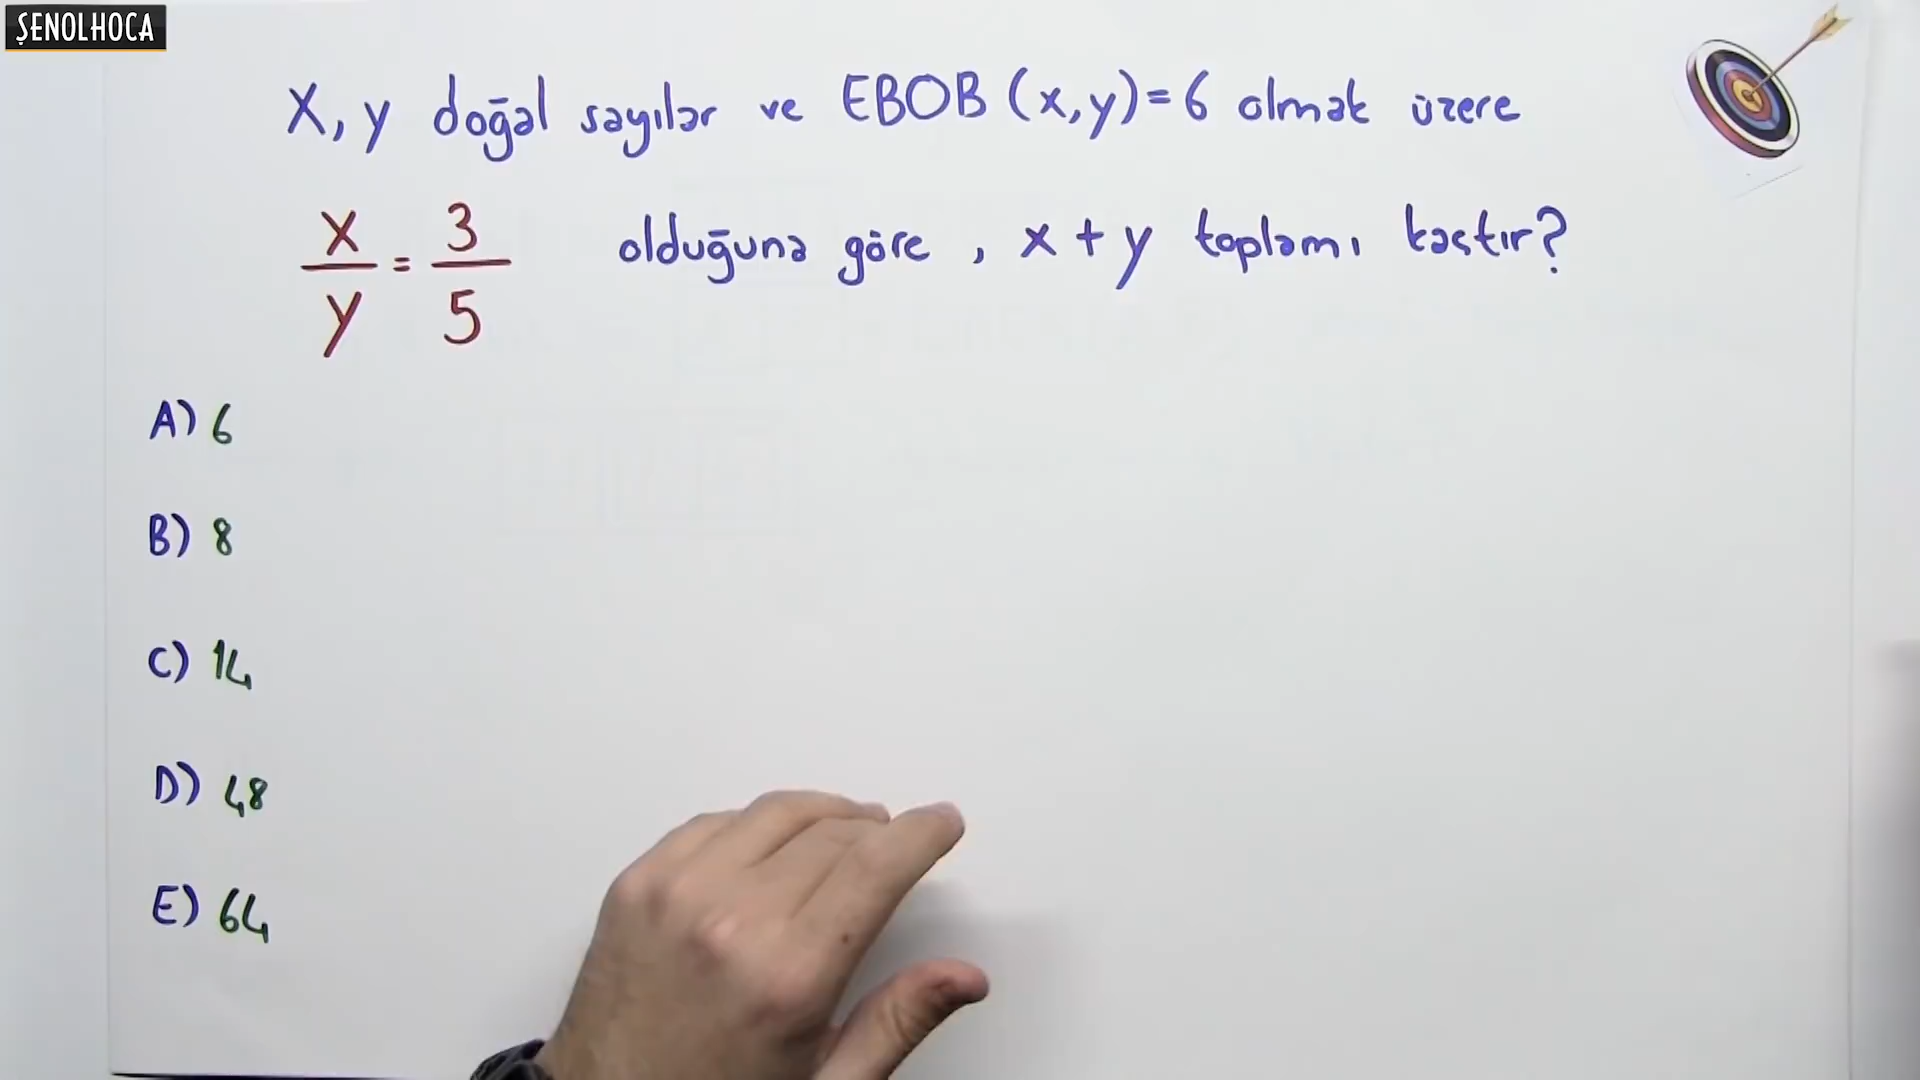 ŞENOLHOCA
x, y doğal sayılar ve EBOB (x,y)=6 olmak üzere
x/y = 3/5 olduğuna göre, x + y toplamı kaçtır?
A) 6
B) 8
C) 14
D) 48
E) 64